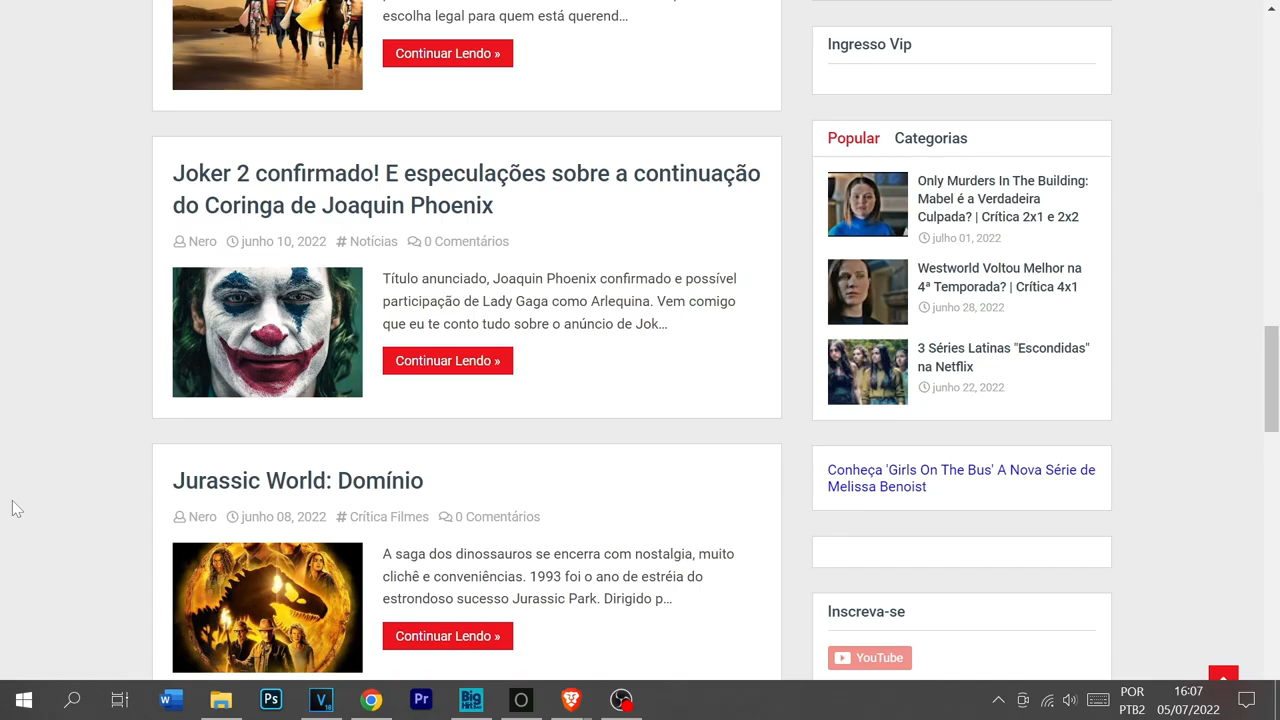 escolha legal para quem está querend...
Continuar Lendo »
Joker 2 confirmado! E especulações sobre a continuação
do Coringa de Joaquin Phoenix
Nero junho 10, 2022 # Notícias 0 Comentários
Título anunciado, Joaquin Phoenix confirmado e possível
participação de Lady Gaga como Arlequina. Vem comigo
que eu te conto tudo sobre o anúncio de Jok...
Continuar Lendo »
Jurassic World: Domínio
Nero junho 08, 2022 # Crítica Filmes 0 Comentários
A saga dos dinossauros se encerra com nostalgia, muito
clichê e conveniências. 1993 foi o ano de estréia do
estrondoso sucesso Jurassic Park. Dirigido p...
Continuar Lendo »
Ingresso Vip
Popular Categorias
Only Murders In The Building:
Mabel é a Verdadeira
Culpada? | Crítica 2x1 e 2x2
julho 01, 2022
Westworld Voltou Melhor na
4ª Temporada? | Crítica 4x1
junho 28, 2022
3 Séries Latinas "Escondidas"
na Netflix
junho 22, 2022
Conheça 'Girls On The Bus' A Nova Série de
Melissa Benoist
Inscreva-se
YouTube
W Ps V 18 Pr Big O
POR 16:07
PTB2 05/07/2022